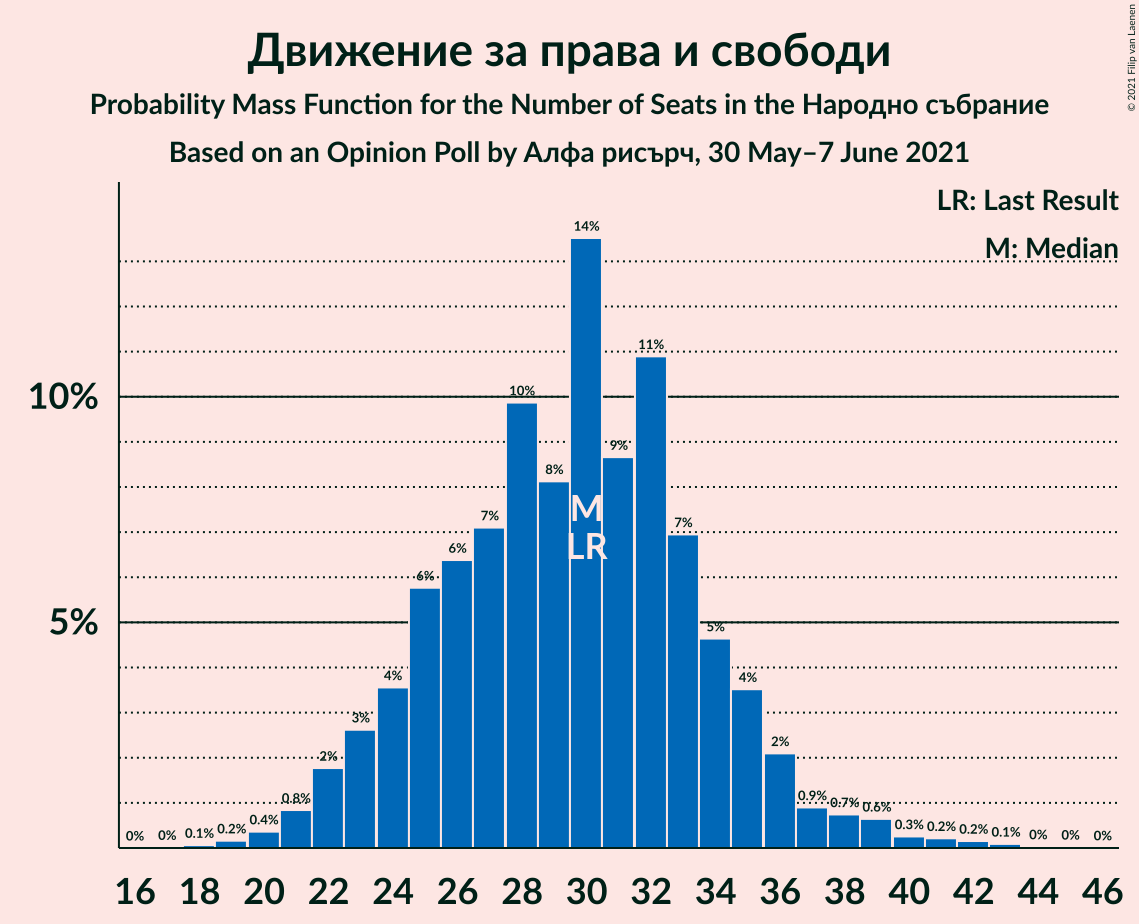 Движение за права и свободи
Probability Mass Function for the Number of Seats in the Народно събрание
Based on an Opinion Poll by Алфа рисърч, 30 May–7 June 2021
© 2021 Filip van Laenen
LR: Last Result
M: Median
14%
11%
10%
10%
9%
8%
M
LR
7%
7%
6%
6%
5%
5%
4%
4%
3%
2%
2%
0.8%
0.9%
0.7%
0.6%
0% 0% 0.1% 0.2% 0.4% 0.3% 0.2% 0.2% 0.1% 0% 0% 0%
16 18 20 22 24 26 28 30 32 34 36 38 40 42 44 46